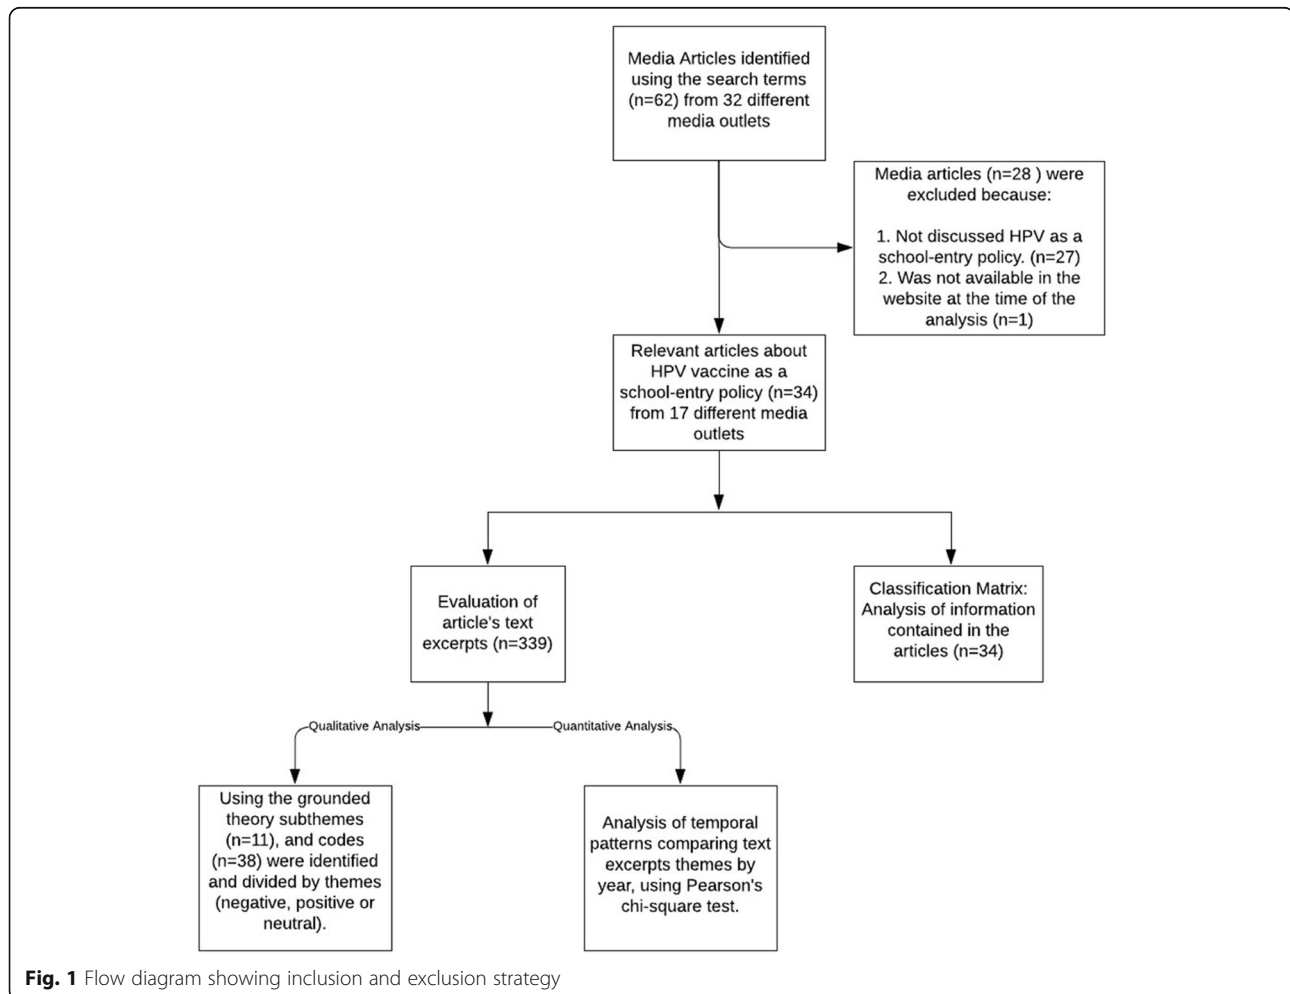 Media Articles identified
using the search terms
(n=62) from 32 different
media outlets
Media articles (n=28 ) were
excluded because:
1. Not discussed HPV as a
school-entry policy. (n=27)
2. Was not available in the
website at the time of the
analysis (n=1)
Relevant articles about
HPV vaccine as a
school-entry policy (n=34)
from 17 different media
outlets
Evaluation of
article's text
excerpts (n=339)
Classification Matrix:
Analysis of information
contained in the
articles (n=34)
Qualitative Analysis
Quantitative Analysis
Using the grounded
theory subthemes
(n=11), and codes
(n=38) were identified
and divided by themes
(negative, positive or
neutral).
Analysis of temporal
patterns comparing text
excerpts themes by
year, using Pearson's
chi-square test.
Fig. 1 Flow diagram showing inclusion and exclusion strategy